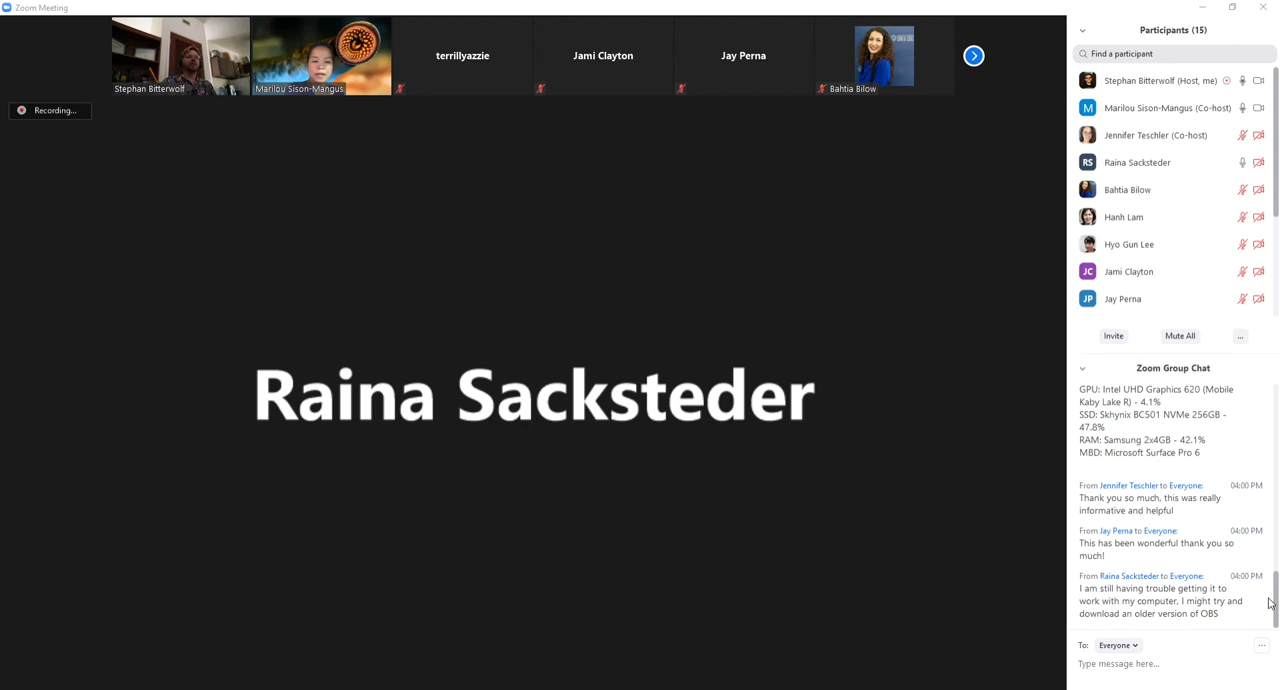 Zoom Meeting
Stephan Bitterwolf
Marilou Sison-Mangus
terrillyazzie
Jami Clayton
Jay Perna
Bahtia Bilow
Recording...
Raina Sacksteder
Participants (15)
Find a participant
Stephan Bitterwolf (Host, me)
M Marilou Sison-Mangus (Co-host)
Jennifer Teschler (Co-host)
RS Raina Sacksteder
Bahtia Bilow
Hanh Lam
Hyo Gun Lee
JC Jami Clayton
JP Jay Perna
Invite Mute All ...
Zoom Group Chat
GPU: Intel UHD Graphics 620 (Mobile
Kaby Lake R) - 4.1%
SSD: Skhynix BC501 NVMe 256GB -
47.8%
RAM: Samsung 2x4GB - 42.1%
MBD: Microsoft Surface Pro 6
From Jennifer Teschler to Everyone: 04:00 PM
Thank you so much, this was really
informative and helpful
From Jay Perna to Everyone: 04:00 PM
This has been wonderful thank you so
much!
From Raina Sacksteder to Everyone: 04:00 PM
I am still having trouble getting it to
work with my computer, I might try and
download an older version of OBS
To: Everyone ...
Type message here...